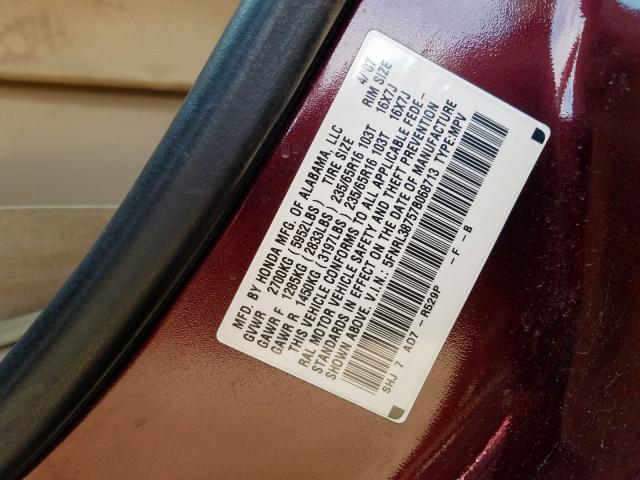 MFD. BY HONDA MFG. OF ALABAMA, LLC 4/07
GVWR 2700KG (5952LBS) TIRE SIZE RIM SIZE
GAWR F 1285KG (2833LBS) 235/65R16 103T 16X7J
GAWR R 1450KG (3197LBS) 235/65R16 103T 16X7J
THIS VEHICLE CONFORMS TO ALL APPLICABLE FEDE-
RAL MOTOR VEHICLE SAFETY AND THEFT PREVENTION
STANDARDS IN EFFECT ON THE DATE OF MANUFACTURE
SHOWN ABOVE. V.I.N.: 5FNRL38757B068713 TYPE:MPV
SHJ 7 AD7 - R529P - F - B